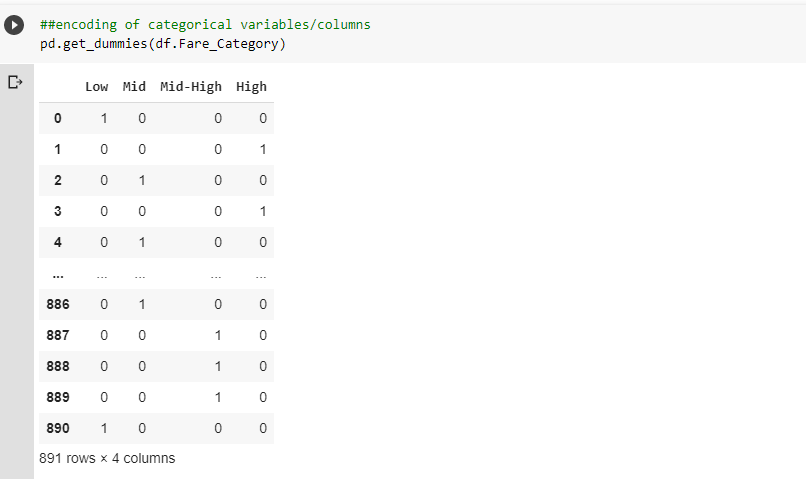 ##encoding of categorical variables/columns
pd.get_dummies(df.Fare_Category)
Low Mid Mid-High High
0 1 0 0 0
1 0 0 0 1
2 0 1 0 0
3 0 0 0 1
4 0 1 0 0
... ... ... ... ...
886 0 1 0 0
887 0 0 1 0
888 0 0 1 0
889 0 0 1 0
890 1 0 0 0
891 rows × 4 columns